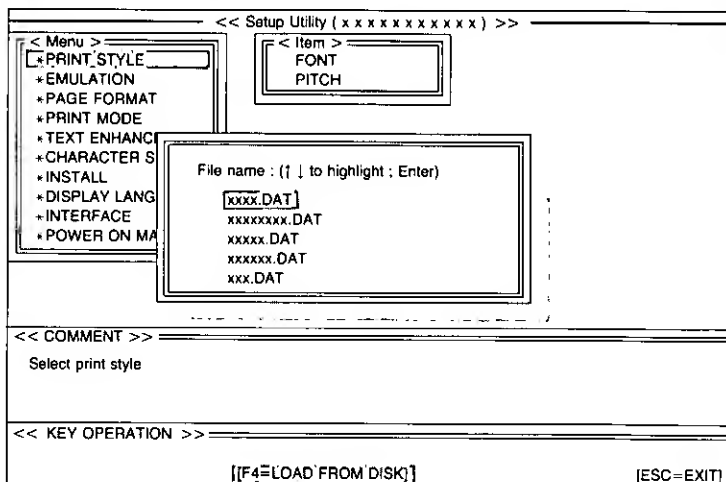 << Setup Utility ( x x x x x x x x x x x ) >>
< Menu >
*PRINT STYLE
*EMULATION
*PAGE FORMAT
*PRINT MODE
*TEXT ENHANC
*CHARACTER S
*INSTALL
*DISPLAY LANG
*INTERFACE
*POWER ON MA
< Item >
FONT
PITCH
File name : (↑ ↓ to highlight ; Enter)
xxxx.DAT
xxxxxxxx.DAT
xxxxx.DAT
xxxxxx.DAT
xxx.DAT
<< COMMENT >>
Select print style
<< KEY OPERATION >>
[[F4=LOAD FROM DISK]]
[ESC=EXIT]